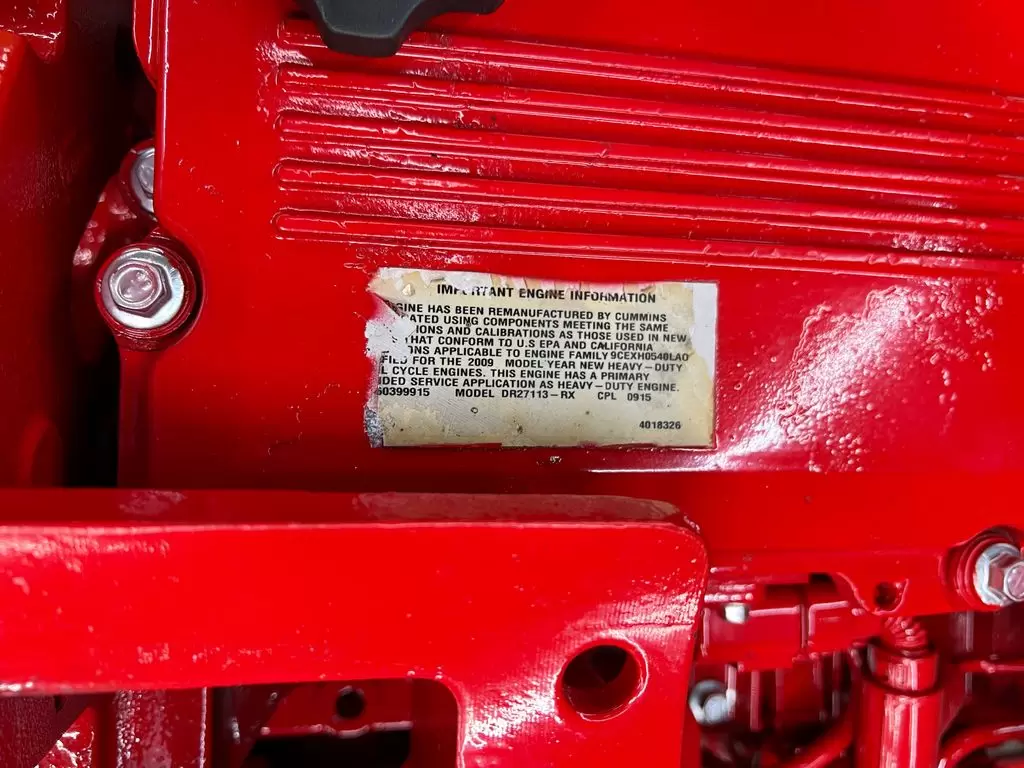 IMPORTANT ENGINE INFORMATION
GINE HAS BEEN REMANUFACTURED BY CUMMINS
RATED USING COMPONENTS MEETING THE SAME
IONS AND CALIBRATIONS AS THOSE USED IN NEW
THAT CONFORM TO U.S EPA AND CALIFORNIA
ONS APPLICABLE TO ENGINE FAMILY 9CEXH0540LAO
FIED FOR THE 2009 MODEL YEAR NEW HEAVY-DUTY
L CYCLE ENGINES. THIS ENGINE HAS A PRIMARY
IDED SERVICE APPLICATION AS HEAVY-DUTY ENGINE.
60399915 MODEL DR27113-RX CPL 0915
4018326